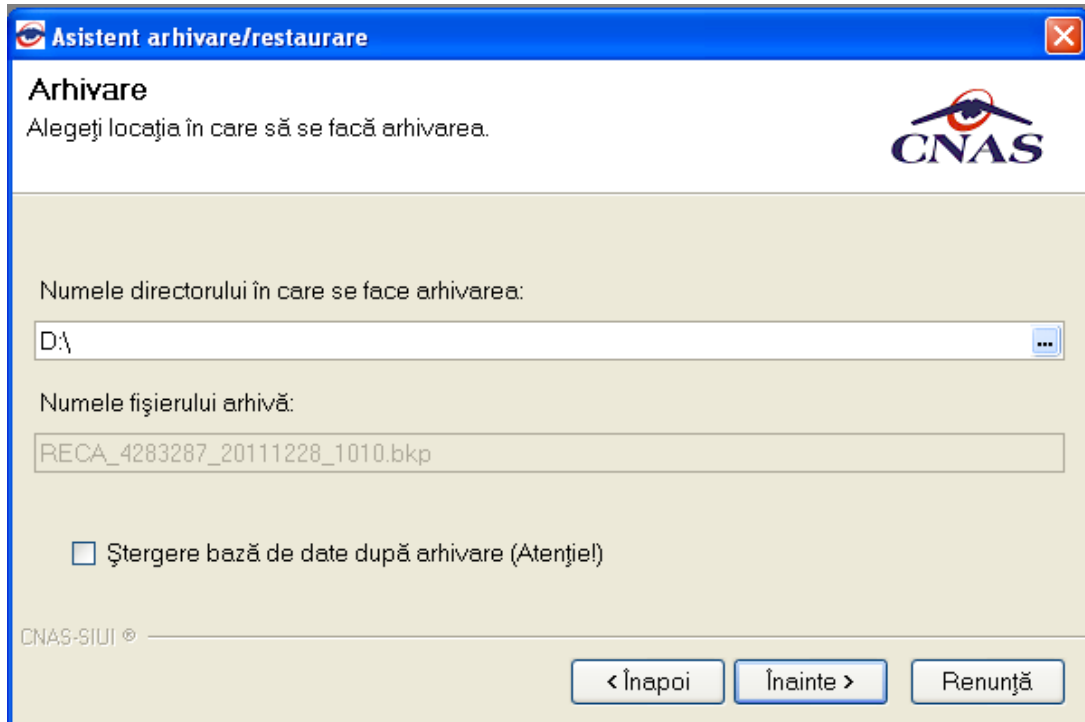 Asistent arhivare/restaurare
Arhivare
Alegeţi locaţia în care să se facă arhivarea.
CNAS
Numele directorului în care se face arhivarea:
D:\
...
Numele fişierului arhivă:
RECA_4283287_20111228_1010.bkp
Ştergere bază de date după arhivare (Atenţie!)
CNAS-SIUI ®
< Înapoi
Înainte >
Renunţă